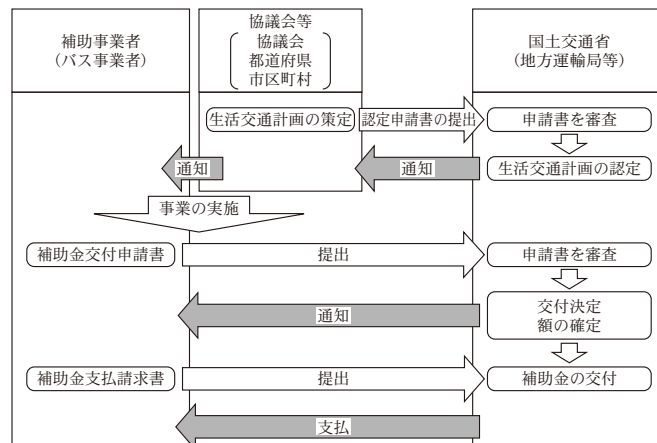 補助事業者
(バス事業者)
協議会等
協議会
都道府県
市区町村
国土交通省
(地方運輸局等)
生活交通計画の策定
認定申請書の提出
申請書を審査
通知
通知
生活交通計画の認定
事業の実施
補助金交付申請書
提出
申請書を審査
通知
交付決定
額の確定
補助金支払請求書
提出
補助金の交付
支払